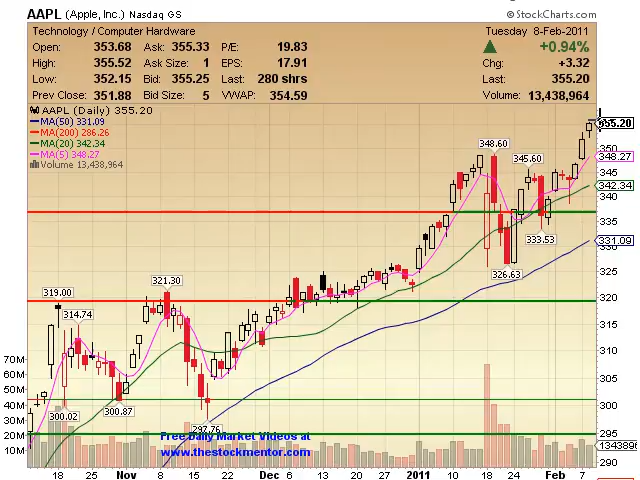 AAPL (Apple, Inc.) Nasdaq GS © StockCharts.com
Technology / Computer Hardware Tuesday 8-Feb-2011
Open: 353.68 Ask: 355.33 P/E: 19.83 +0.94%
High: 355.52 Ask Size: 1 EPS: 17.91 Chg: +3.32
Low: 352.15 Bid: 355.25 Last: 280 shrs Last: 355.20
Prev Close: 351.88 Bid Size: 5 VWAP: 354.59 Volume: 13,438,964
AAPL (Daily) 355.20
MA(50) 331.09
MA(200) 286.26
MA(20) 342.34
MA(5) 348.27
Volume 13,438,964
355.20
350
348.60
345.60
348.27
345
342.34
340
335
333.53
331.09
326.63
325
321.30
320
319.00
314.74
315
310
305
300.87
300.02
300
297.76
295
290
70M
60M
50M
40M
30M
20M
10M
1343896
Free Daily Market Videos at
www.thestockmentor.com
18 25 Nov 8 15 22 Dec 6 13 20 27 2011 10 18 24 Feb 7